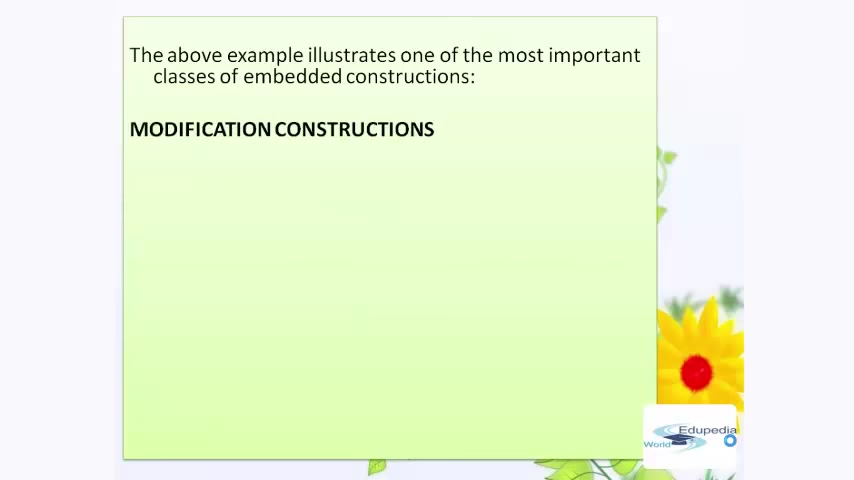 The above example illustrates one of the most important
classes of embedded constructions:
MODIFICATION CONSTRUCTIONS
Edupedia
World